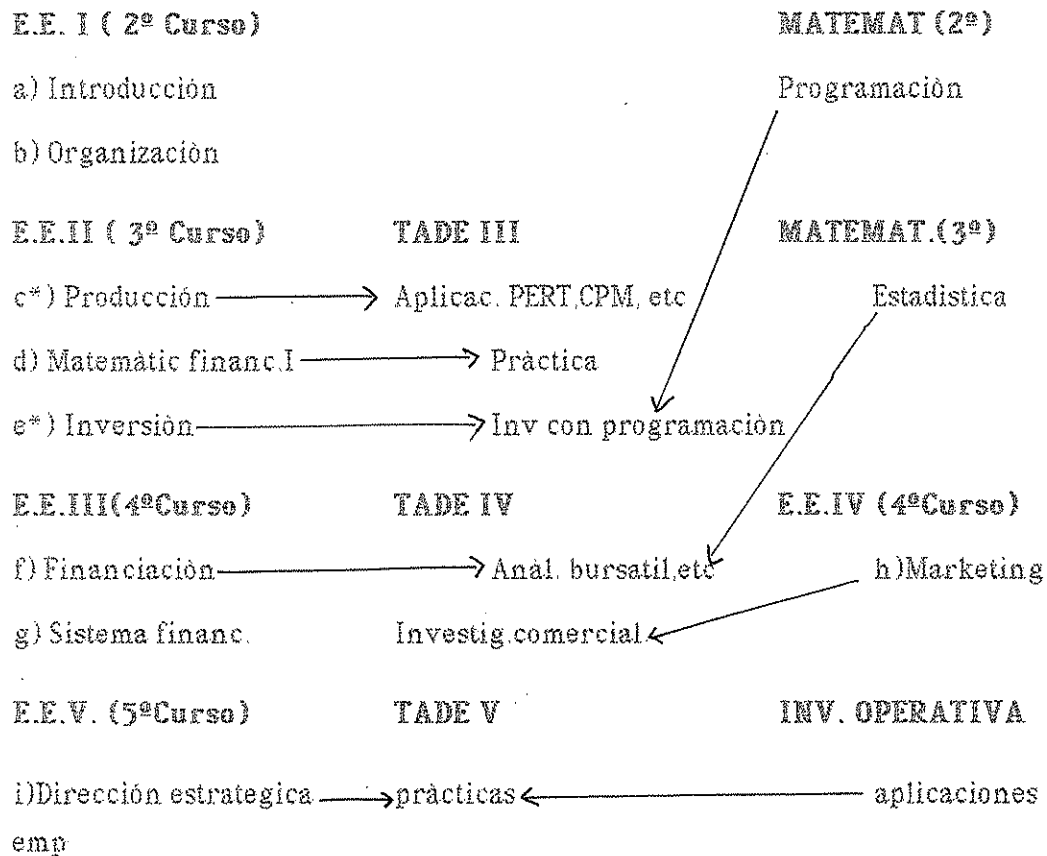 E.E. I ( 2º Curso) MATEMAT (2º)
a) Introducción Programaciòn
b) Organizaciòn
E.E.II ( 3º Curso) TADE III MATEMAT.(3º)
c*) Producción Aplicac. PERT,CPM, etc Estadistica
d) Matemàtic financ.I Pràctica
e*) Inversiòn Inv con programaciòn
E.E.III(4ºCurso) TADE IV E.E.IV (4ºCurso)
f) Financiaciòn Anàl. bursatil,etc h)Marketing
g) Sistema financ. Investig.comercial
E.E.V. (5ºCurso) TADE V INV. OPERATIVA
i)Dirección estrategica pràcticas aplicaciones
emp